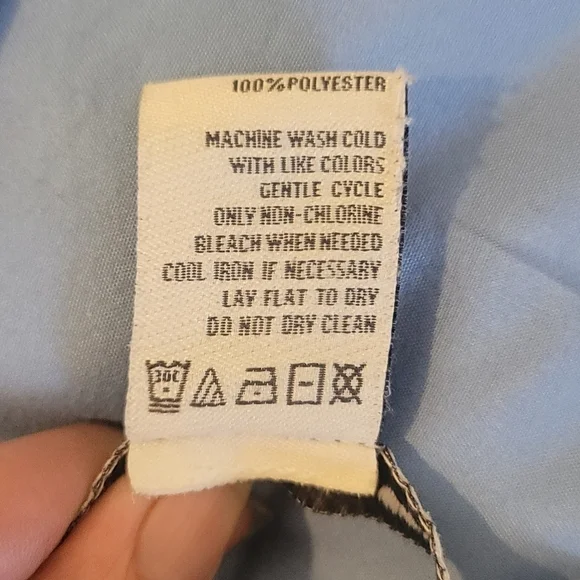 100% POLYESTER
MACHINE WASH COLD
WITH LIKE COLORS
GENTLE CYCLE
ONLY NON-CHLORINE
BLEACH WHEN NEEDED
COOL IRON IF NECESSARY
LAY FLAT TO DRY
DO NOT DRY CLEAN
30C